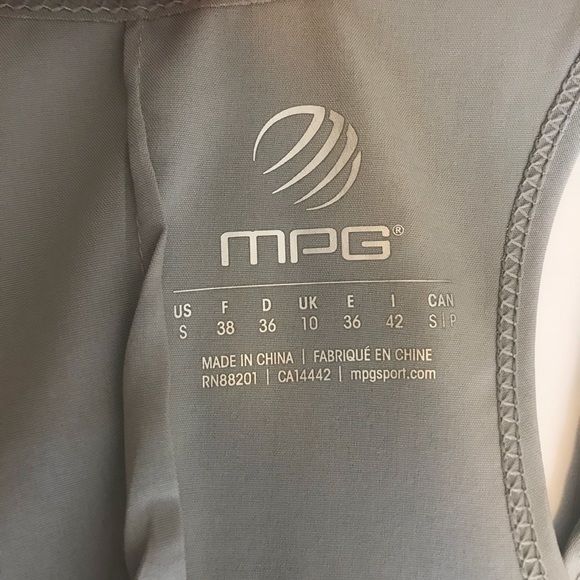 MPG®
US F D UK E I CAN
S 38 36 10 36 42 S|P
MADE IN CHINA | FABRIQUÉ EN CHINE
RN88201 | CA14442 | mpgsport.com